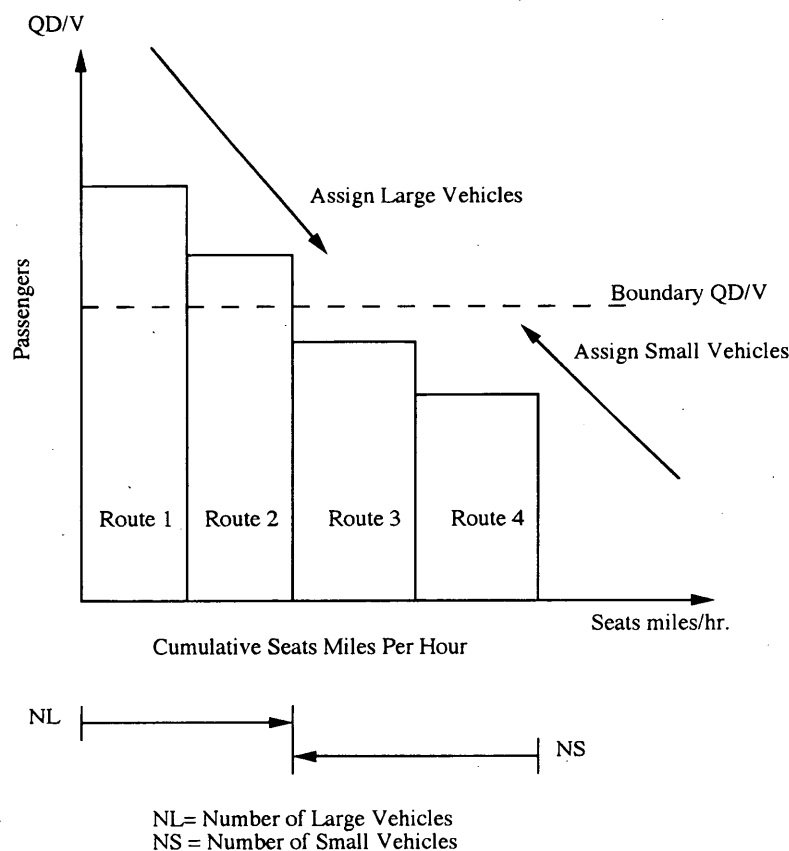 QD/V
Assign Large Vehicles
Passengers
Boundary QD/V
Assign Small Vehicles
Route 1
Route 2
Route 3
Route 4
Seats miles/hr.
Cumulative Seats Miles Per Hour
NL
NS
NL= Number of Large Vehicles
NS = Number of Small Vehicles